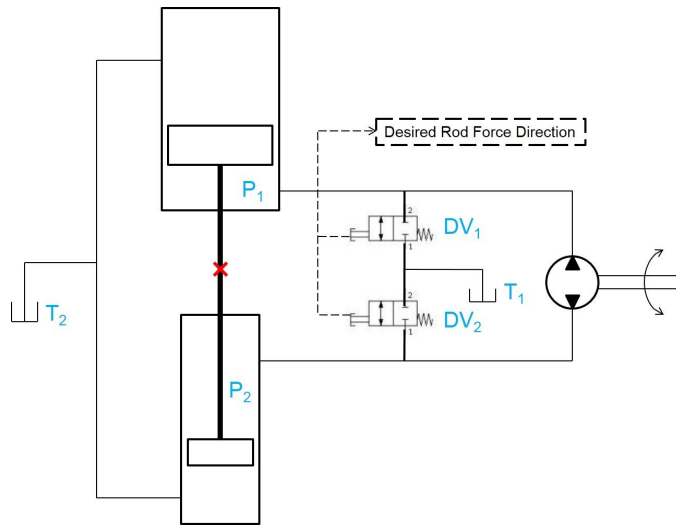 Desired Rod Force Direction
P1
2
DV1
1
T1
2
DV2
1
T2
P2